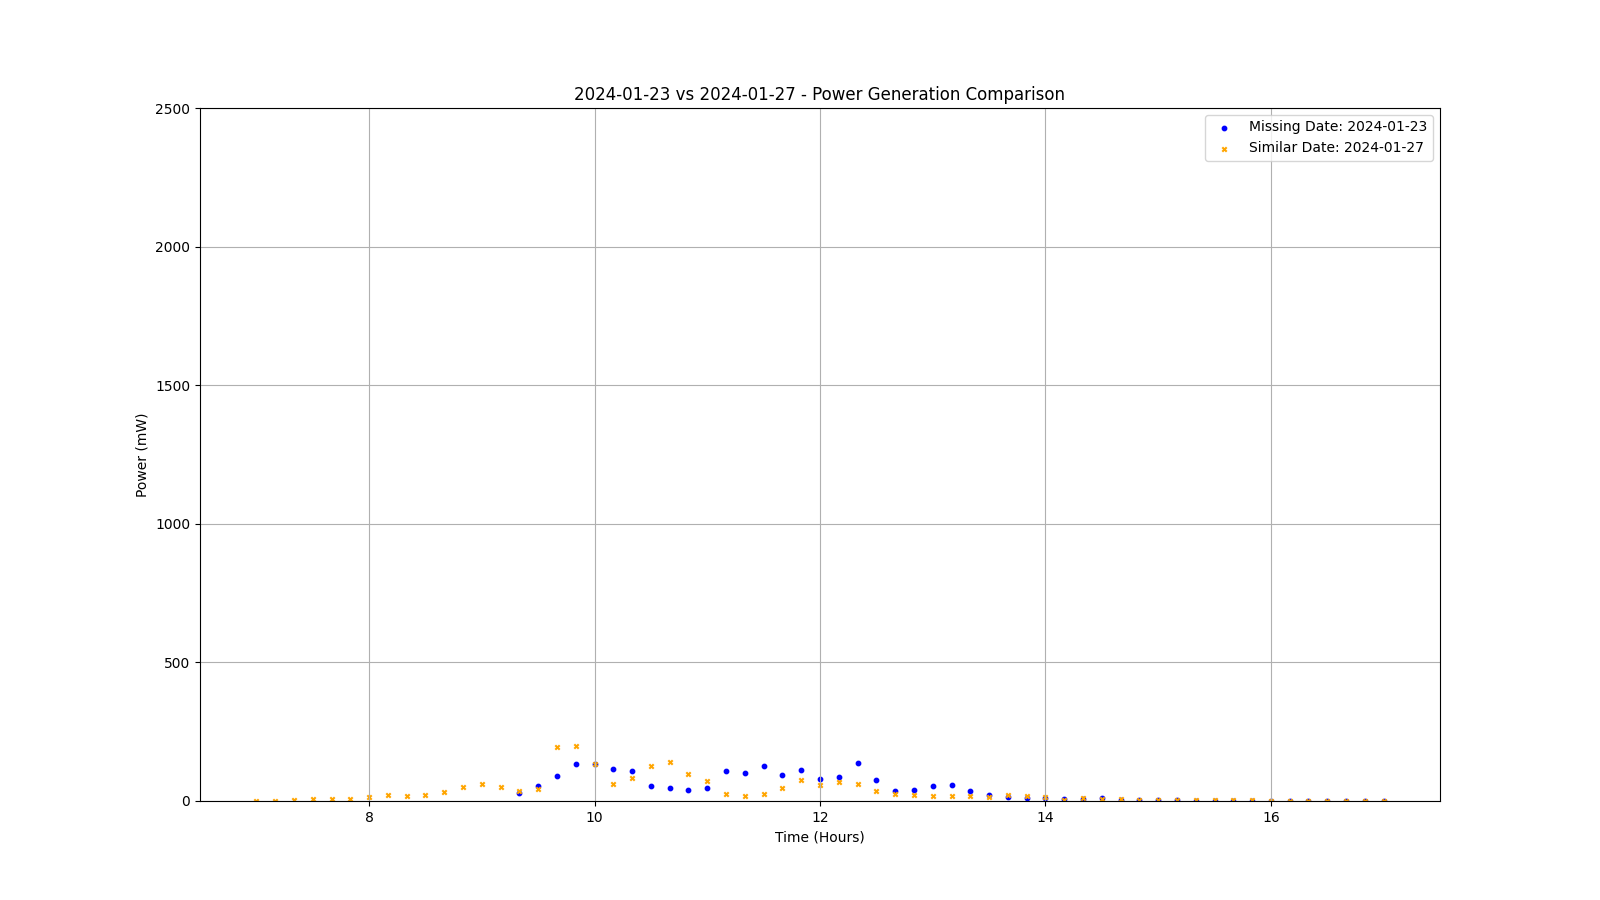 2024-01-23 vs 2024-01-27 - Power Generation Comparison
Missing Date: 2024-01-23
Similar Date: 2024-01-27
2500
2000
1500
1000
500
0
Power (mW)
8
10
12
14
16
Time (Hours)